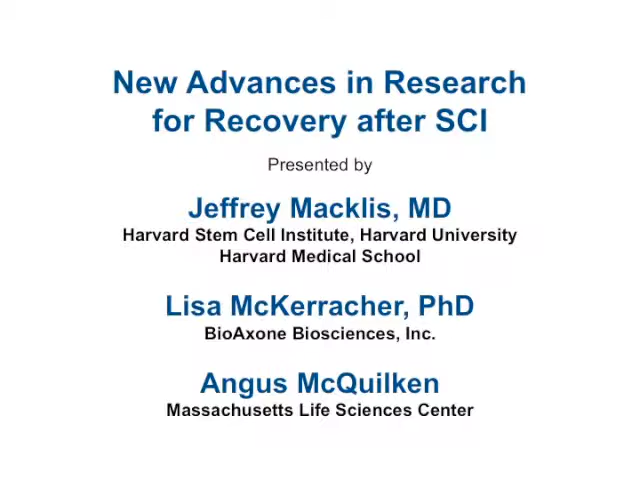 New Advances in Research
for Recovery after SCI
Presented by
Jeffrey Macklis, MD
Harvard Stem Cell Institute, Harvard University
Harvard Medical School
Lisa McKerracher, PhD
BioAxone Biosciences, Inc.
Angus McQuilken
Massachusetts Life Sciences Center